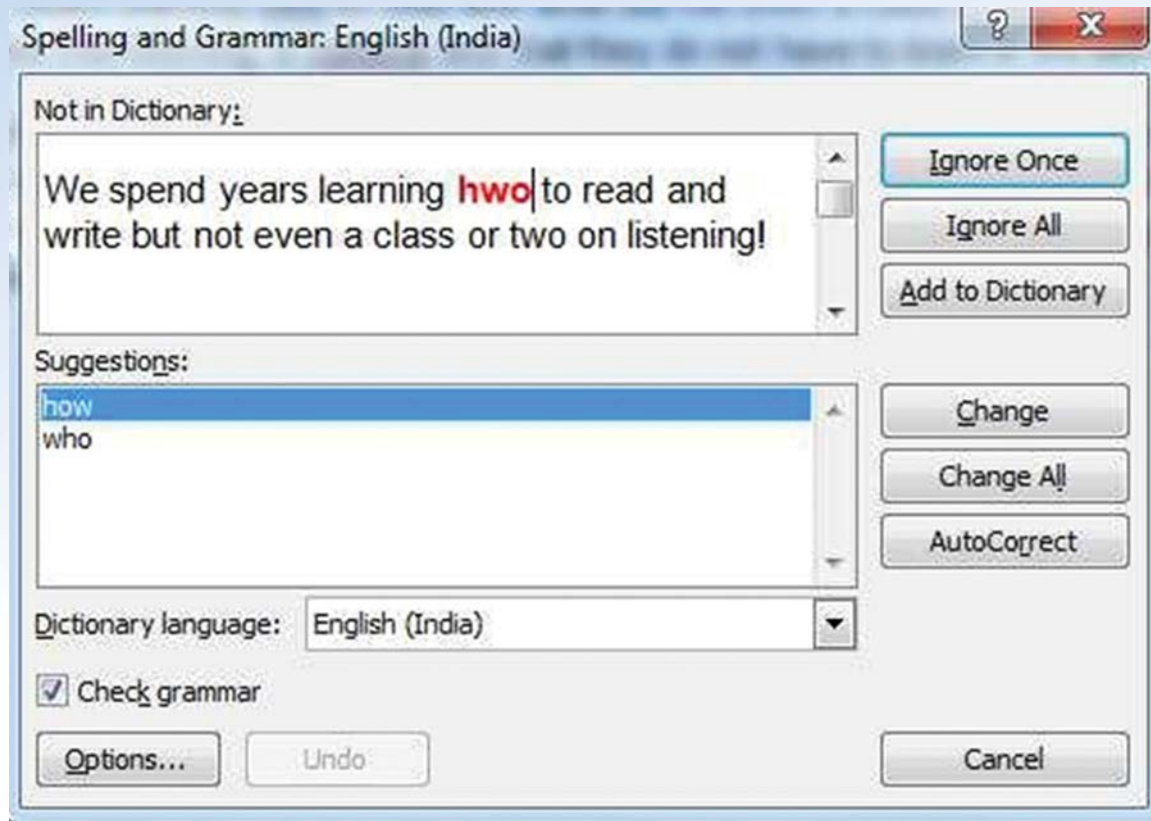 Spelling and Grammar: English (India)
Not in Dictionary:
We spend years learning hwo to read and
write but not even a class or two on listening!
Ignore Once
Ignore All
Add to Dictionary
Suggestions:
how
who
Change
Change All
AutoCorrect
Dictionary language: English (India)
Check grammar
Options... Undo Cancel